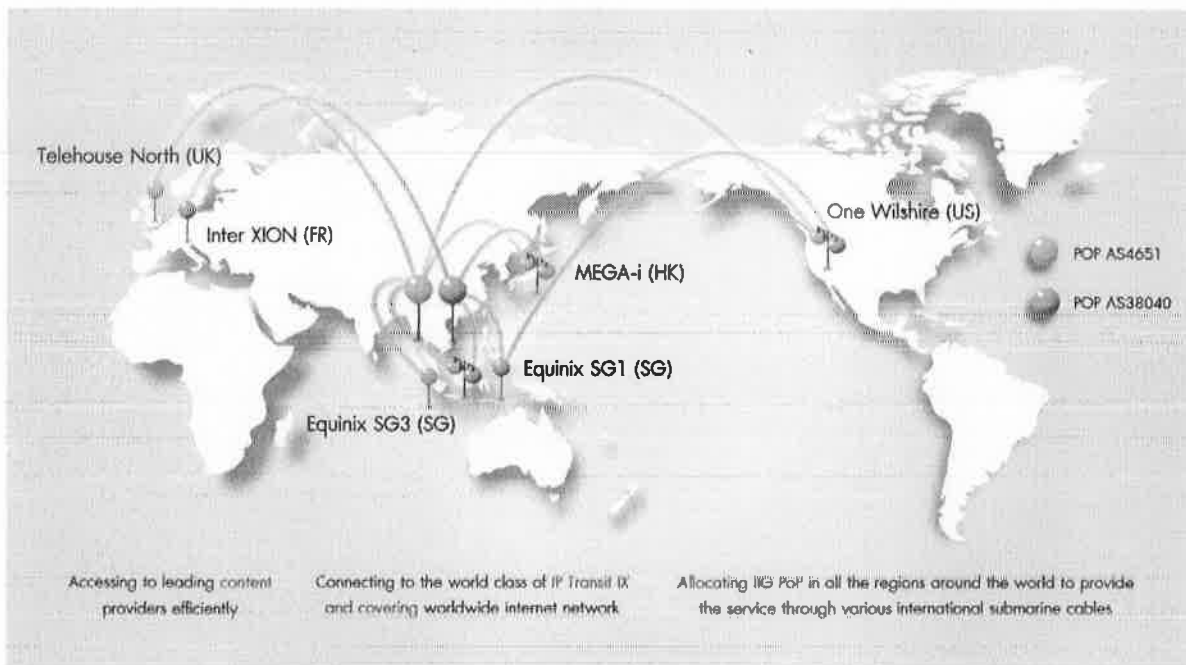 Telehouse North (UK)
Inter XION (FR)
One Wilshire (US)
MEGA-i (HK)
POP AS4651
POP AS38040
Equinix SG1 (SG)
Equinix SG3 (SG)
Accessing to leading content
providers efficiently
Connecting to the world class of IP Transit IX
and covering worldwide internet network
Allocating IIG PoP in all the regions around the world to provide
the service through various international submarine cables